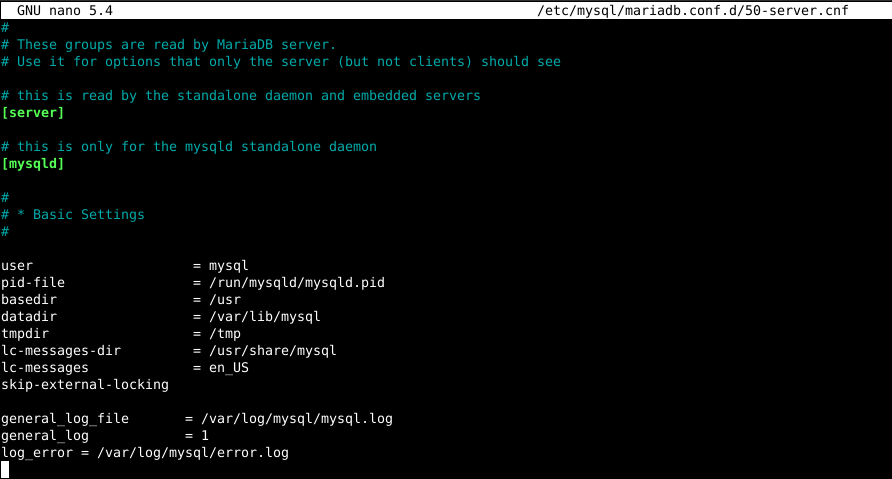 GNU nano 5.4 /etc/mysql/mariadb.conf.d/50-server.cnf
#
# These groups are read by MariaDB server.
# Use it for options that only the server (but not clients) should see

# this is read by the standalone daemon and embedded servers
[server]

# this is only for the mysqld standalone daemon
[mysqld]

#
# * Basic Settings
#

user                    = mysql
pid-file                = /run/mysqld/mysqld.pid
basedir                 = /usr
datadir                 = /var/lib/mysql
tmpdir                  = /tmp
lc-messages-dir         = /usr/share/mysql
lc-messages             = en_US
skip-external-locking

general_log_file       = /var/log/mysql/mysql.log
general_log            = 1
log_error = /var/log/mysql/error.log